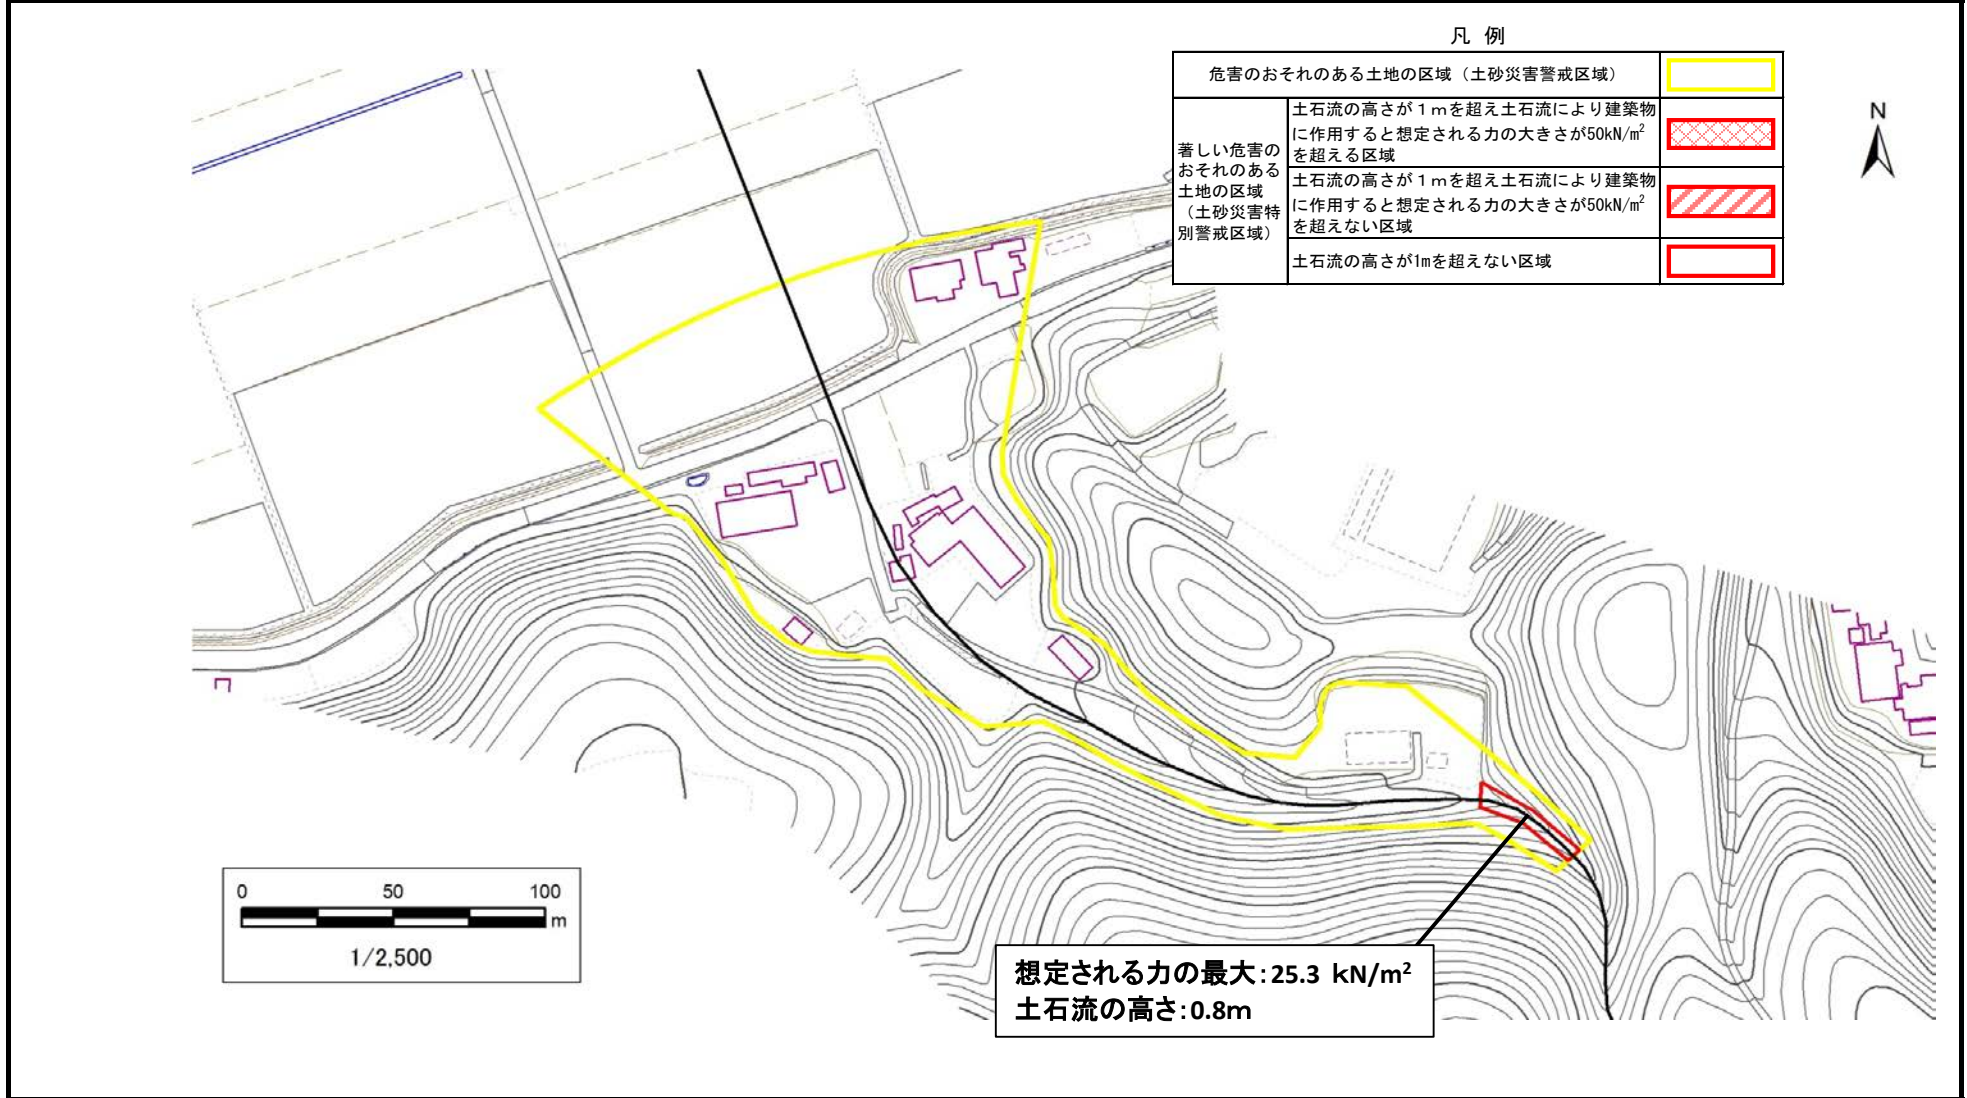 凡 例
危害のおそれのある土地の区域（土砂災害警戒区域）
著しい危害の
おそれのある
土地の区域
（土砂災害特
別警戒区域）
土石流の高さが１ｍを超え土石流により建築物
に作用すると想定される力の大きさが50kN/m²
を超える区域
土石流の高さが１ｍを超え土石流により建築物
に作用すると想定される力の大きさが50kN/m²
を超えない区域
土石流の高さが1mを超えない区域
N
0 50 100
m
1/2,500
想定される力の最大：25.3 kN/m²
土石流の高さ：0.8m